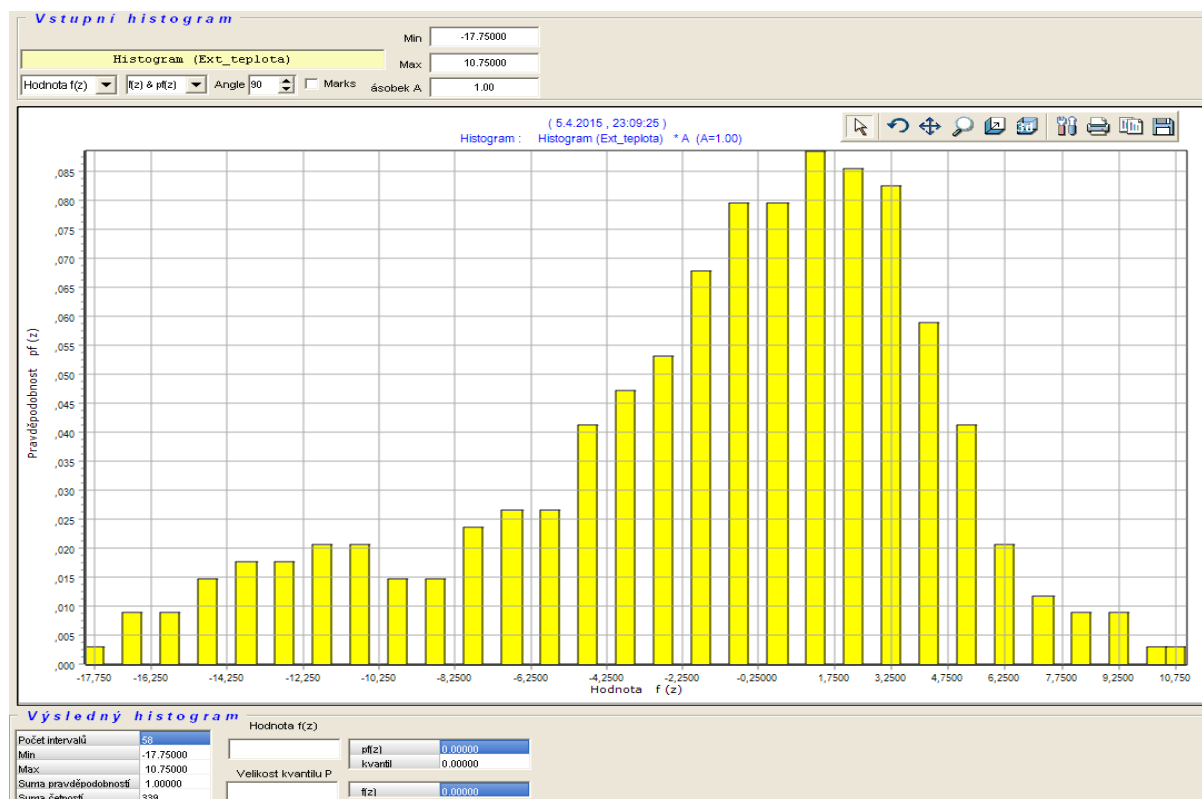 Vstupní histogram
Min -17.75000
Histogram (Ext_teplota)
Max 10.75000
Hodnota f(z) f(z) & pf(z) Angle 90 Marks ásobek A 1.00
( 5.4.2015 , 23:09:25 )
Histogram : Histogram (Ext_teplota) * A (A=1.00)
,085
,080
,075
,070
,065
,060
,055
,050
,045
,040
,035
,030
,025
,020
,015
,010
,005
,000
Pravděpodobnost pf (z)
-17,750 -16,250 -14,250 -12,250 -10,250 -8,2500 -6,2500 -4,2500 -2,2500 -0,25000 1,7500 3,2500 4,7500 6,2500 7,7500 9,2500 10,750
Hodnota f (z)
Výsledný histogram
Hodnota f(z)
Počet intervalů 58
Min -17.75000
Max 10.75000
Suma pravděpodobností 1.00000
Suma četností 339
Velikost kvantilu P
pf(z) 0.00000
kvantil 0.00000
f(z) 0.00000